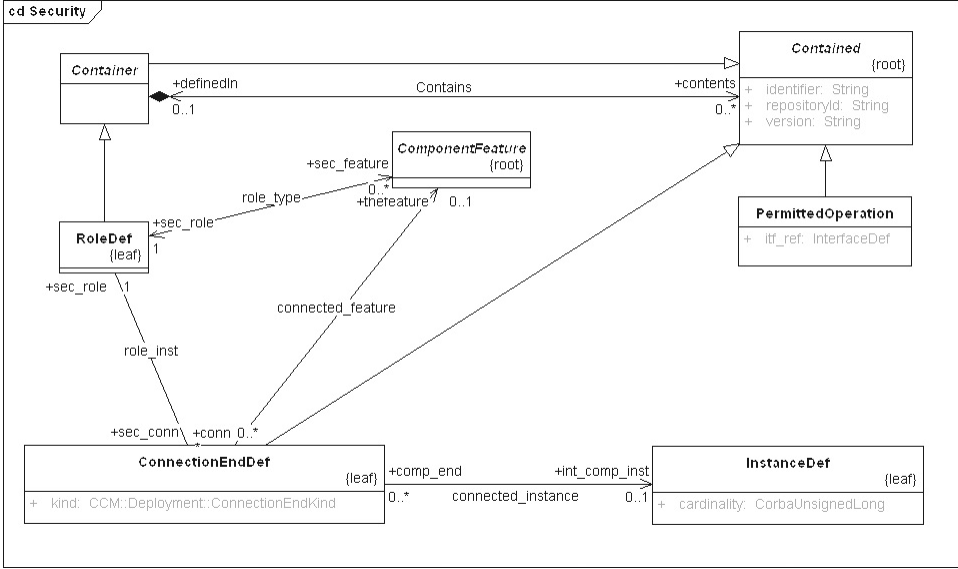 cd Security
Container
Contained
{root}
+ identifier: String
+ repositoryId: String
+ version: String
+definedIn
Contains
+contents
0..1
0..*
ComponentFeature
{root}
+sec_feature
0..*
role_type
+thefeature
0..1
+sec_role
1
RoleDef
{leaf}
PermittedOperation
+ itf_ref: InterfaceDef
+sec_role
1
connected_feature
role_inst
+sec_conn
*
+conn
0..*
ConnectionEndDef
{leaf}
+ kind: CCM::Deployment::ConnectionEndKind
+comp_end
+int_comp_inst
0..*
connected_instance
0..1
InstanceDef
{leaf}
+ cardinality: CorbaUnsignedLong